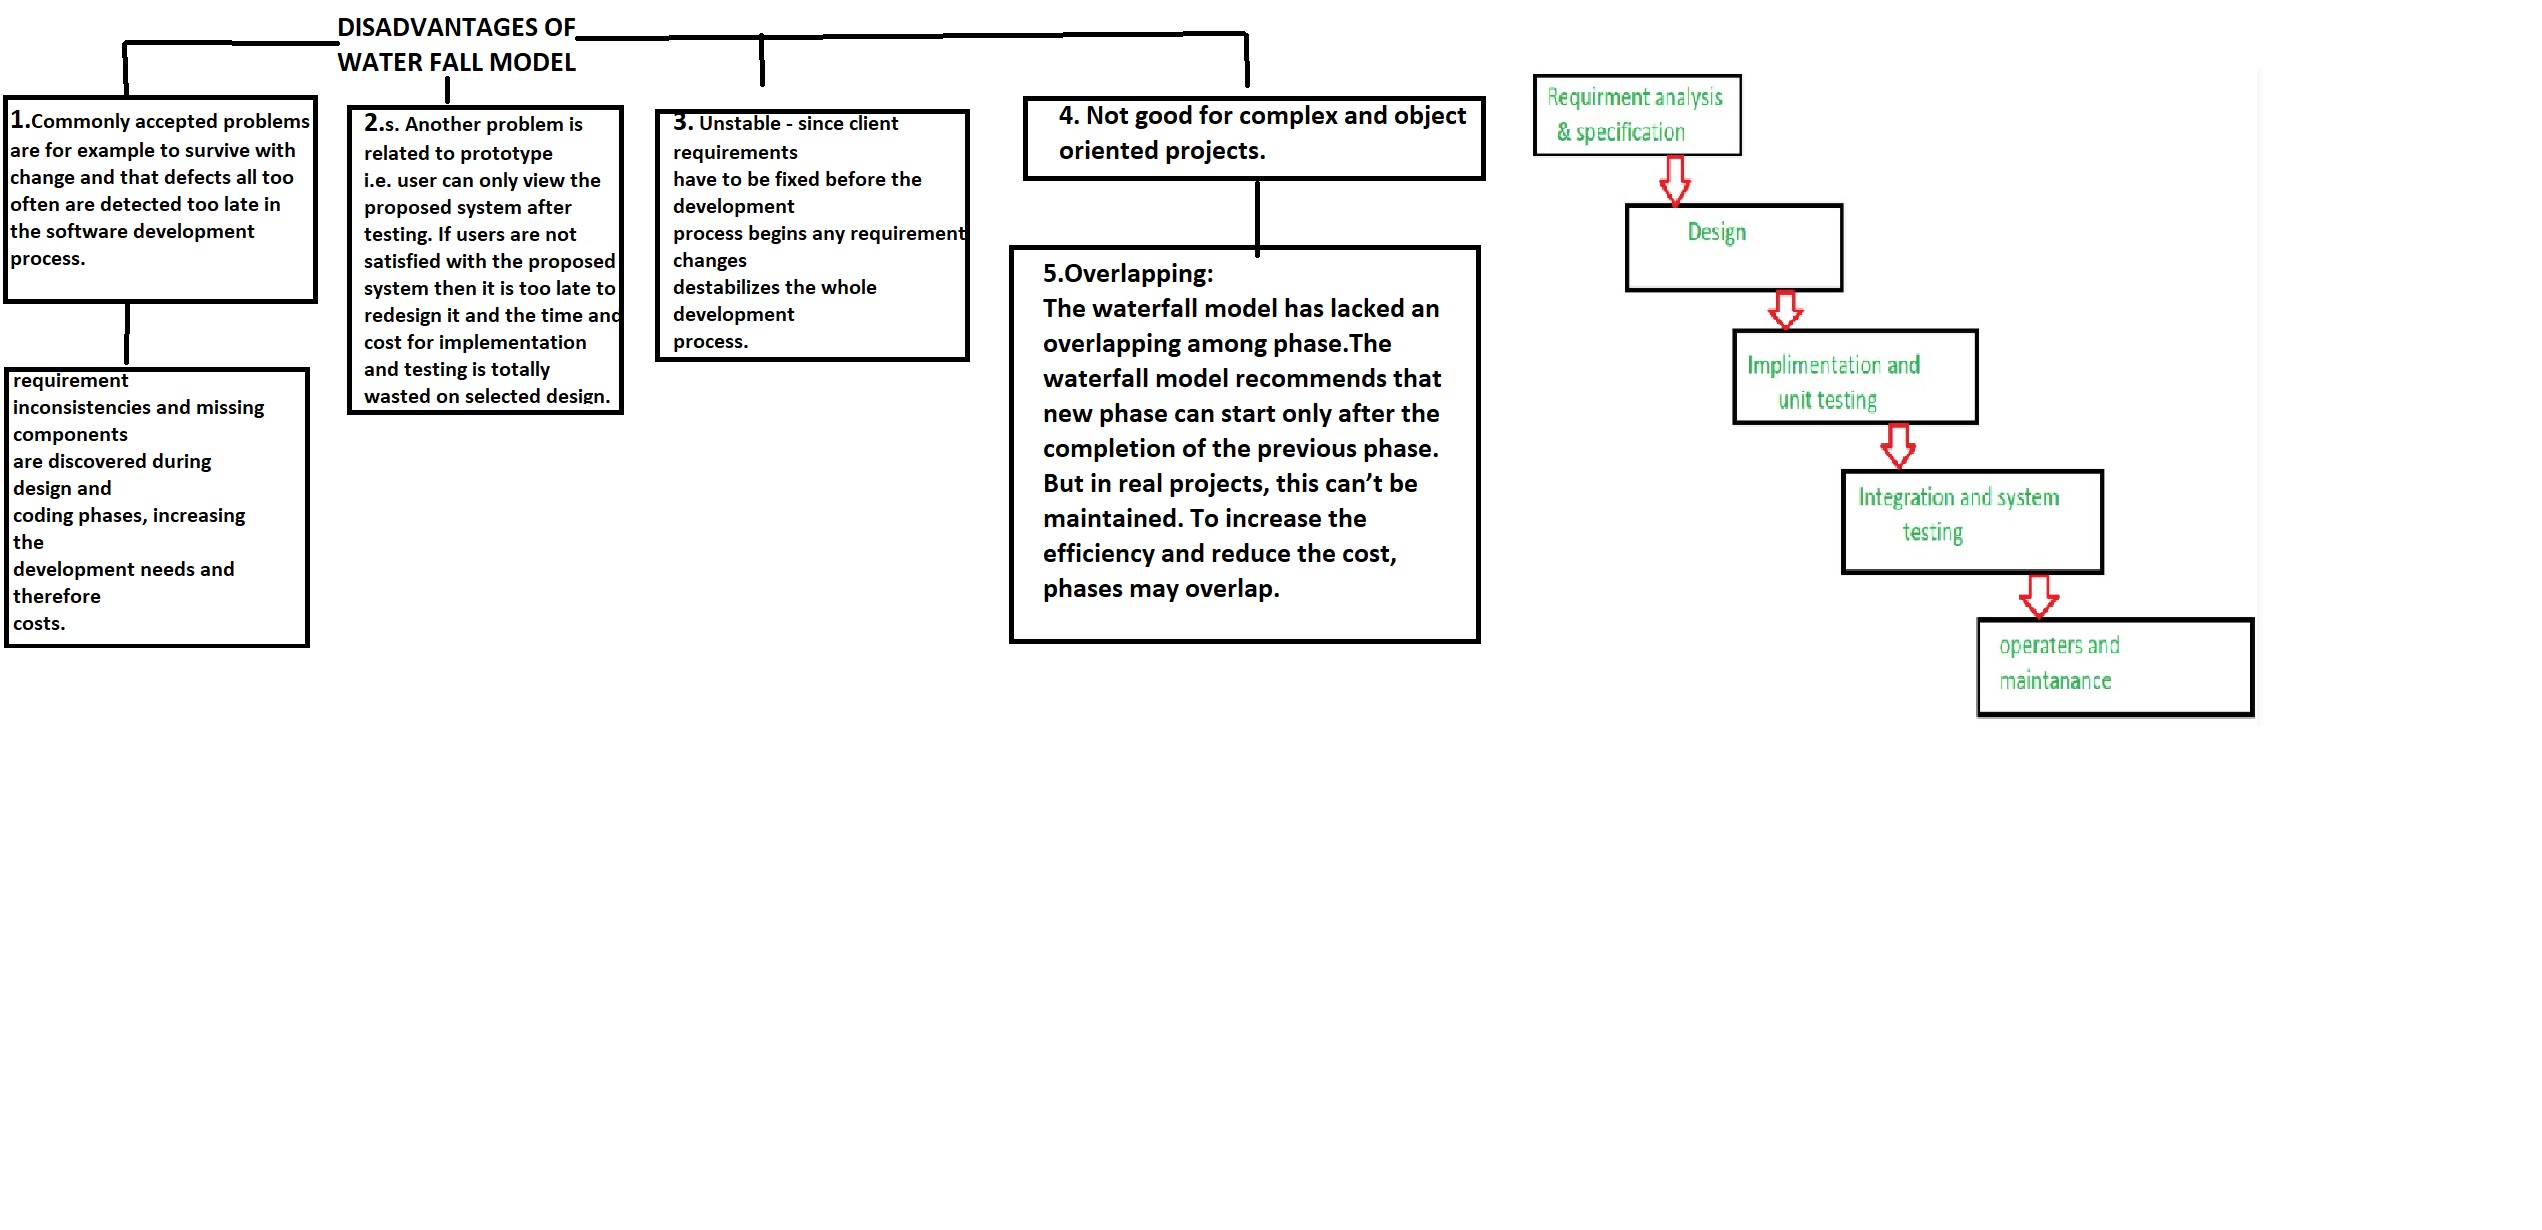 DISADVANTAGES OF
WATER FALL MODEL
1.Commonly accepted problems
are for example to survive with
change and that defects all too
often are detected too late in
the software development
process.
requirement
inconsistencies and missing
components
are discovered during
design and
coding phases, increasing
the
development needs and
therefore
costs.
2.s. Another problem is
related to prototype
i.e. user can only view the
proposed system after
testing. If users are not
satisfied with the proposed
system then it is too late to
redesign it and the time and
cost for implementation
and testing is totally
wasted on selected design.
3. Unstable - since client
requirements
have to be fixed before the
development
process begins any requirement
changes
destabilizes the whole
development
process.
4. Not good for complex and object
oriented projects.
5.Overlapping:
The waterfall model has lacked an
overlapping among phase.The
waterfall model recommends that
new phase can start only after the
completion of the previous phase.
But in real projects, this can’t be
maintained. To increase the
efficiency and reduce the cost,
phases may overlap.
Requirment analysis
& specification
Design
Implimentation and
unit testing
Integration and system
testing
operaters and
maintanance